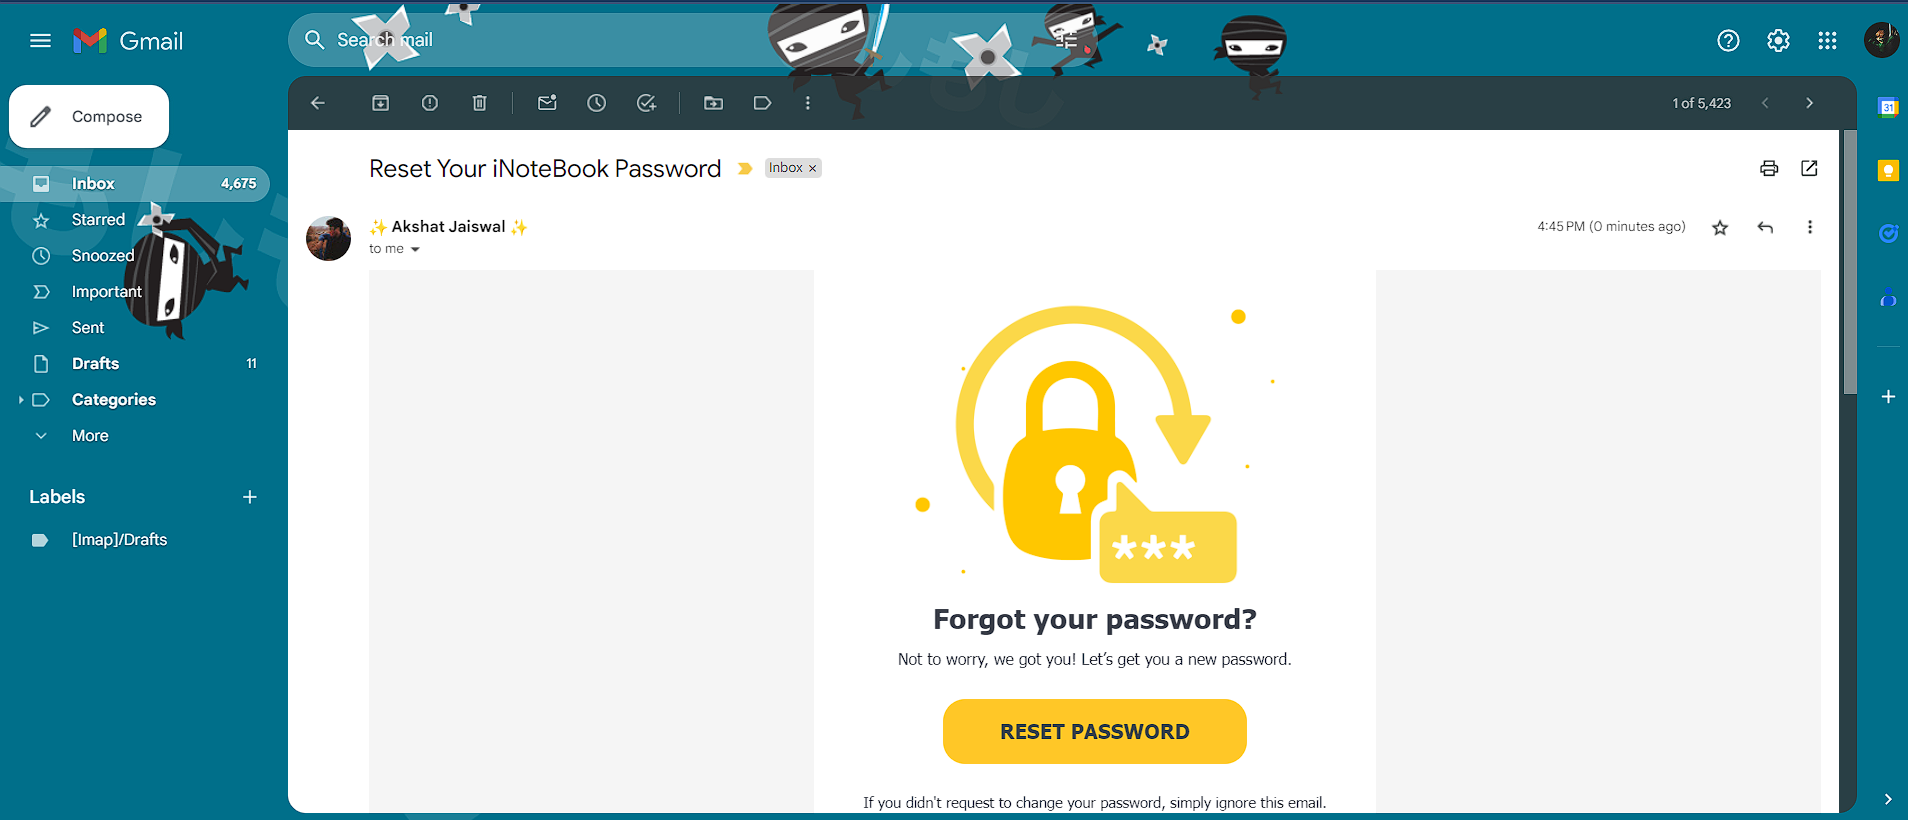 Gmail
Search mail
Compose
1 of 5,423
Inbox 4,675
Starred
Snoozed
Important
Sent
Drafts 11
Categories
More
Labels
[Imap]/Drafts
Reset Your iNoteBook Password
Inbox ×
✨ Akshat Jaiswal ✨
to me
4:45 PM (0 minutes ago)
31
***
Forgot your password?
Not to worry, we got you! Let’s get you a new password.
RESET PASSWORD
If you didn't request to change your password, simply ignore this email.